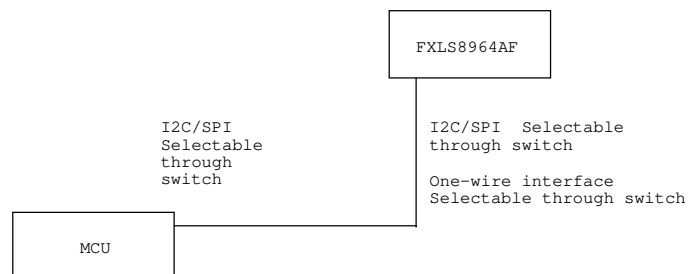 FXLS8964AF
I2C/SPI
Selectable
through
switch
I2C/SPI Selectable
through switch
One-wire interface
Selectable through switch
MCU